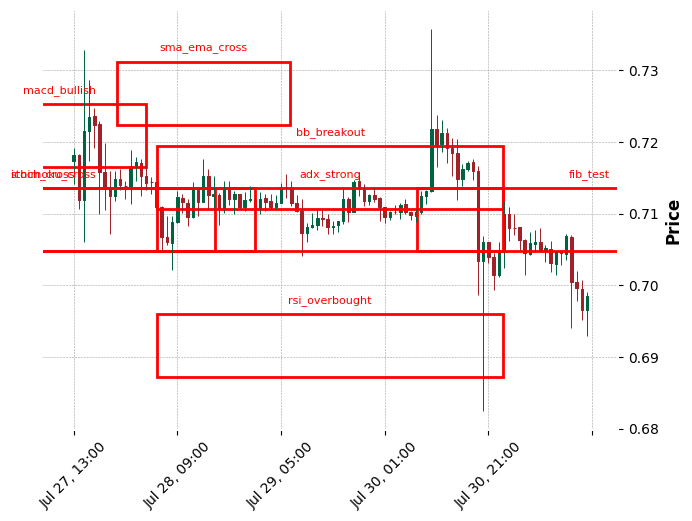 sma_ema_cross
macd_bullish
bb_breakout
adx_strong
fib_test
rsi_overbought
0.73
0.72
0.71
0.70
0.69
0.68
Price
Jul 27, 13:00
Jul 28, 09:00
Jul 29, 05:00
Jul 30, 01:00
Jul 30, 21:00